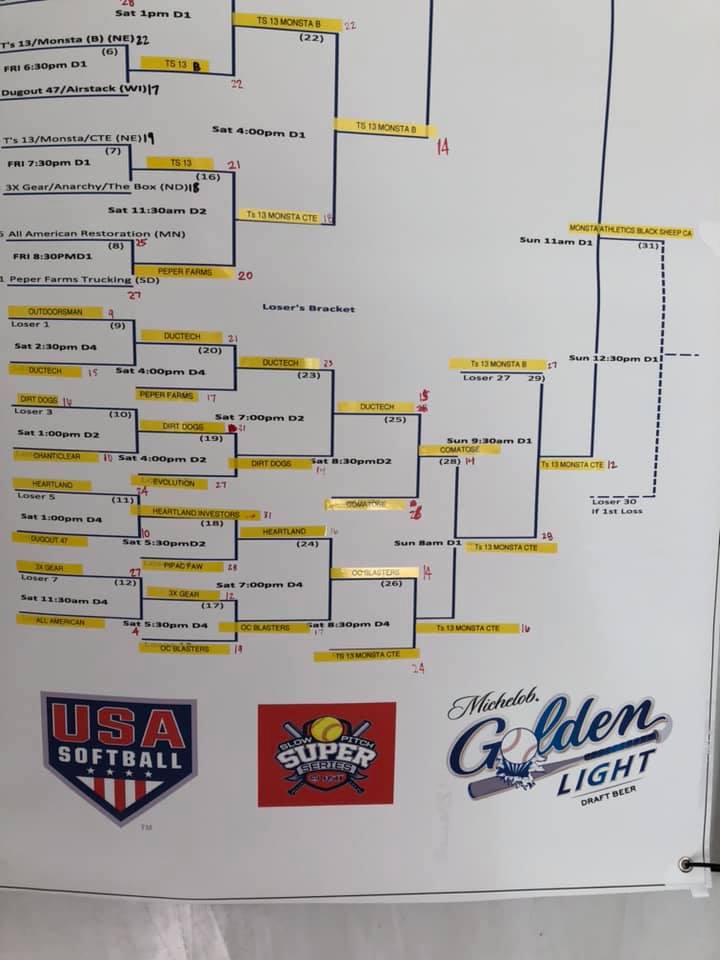 28
Sat 1pm D1
TS 13 MONSTA B 22
(22)
T's 13/Monsta (B) (NE) 22
(6)
FRI 6:30pm D1
TS 13 B
22
Dugout 47/Airstack (WI) 17
Sat 4:00pm D1
TS 13 MONSTA B
14
T's 13/Monsta/CTE (NE) 19
(7)
FRI 7:30pm D1
TS 13 21
(16)
3X Gear/Anarchy/The Box (ND) 18
Sat 11:30am D2
Ts 13 MONSTA CTE 18
All American Restoration (MN)
(8) 25
FRI 8:30PMD1
PEPER FARMS 20
Peper Farms Trucking (SD)
27
MONSTA ATHLETICS BLACK SHEEP CA
Sun 11am D1
(31)
Loser's Bracket
OUTDOORSMAN 9
Loser 1 (9)
Sat 2:30pm D4
DUCTECH 15
DUCTECH 21
(20)
Sat 4:00pm D4
PEPER FARMS 17
DUCTECH 23
(23)
Sat 7:00pm D2
DIRT DOGS
DIRT DOGS
Loser 3 (10)
Sat 1:00pm D2
CHANTICLEAR 10
DIRT DOGS 21
(19)
Sat 4:00pm D2
EVOLUTION 27
DUCTECH 15
(25)
Sat 8:30pmD2
COMATOSE
Ts 13 MONSTA B 27
Loser 27 29)
Sun 12:30pm D1
Sun 9:30am D1
COMATOSE
(28) 14
Ts 13 MONSTA CTE 12
Loser 30
if 1st Loss
HEARTLAND
Loser 5 (11) 24
Sat 1:00pm D4
DUGOUT 47 10
HEARTLAND INVESTORS 31
(18)
Sat 5:30pmD2
PIPAC FAW 28
HEARTLAND 16
(24)
Sat 7:00pm D4
OC BLASTERS 17
Sun 8am D1
Ts 13 MONSTA CTE
28
3X GEAR 27
Loser 7 (12)
Sat 11:30am D4
ALL AMERICAN 4
3X GEAR 12
(17)
Sat 5:30pm D4
OC BLASTERS 19
OC BLASTERS 14
(26)
Sat 8:30pm D4
TS 13 MONSTA CTE
24
Ts 13 MONSTA CTE 16
USA
SOFTBALL
TM
SLOW PITCH
SUPER
SERIES
Michelob.
Golden
LIGHT
DRAFT BEER